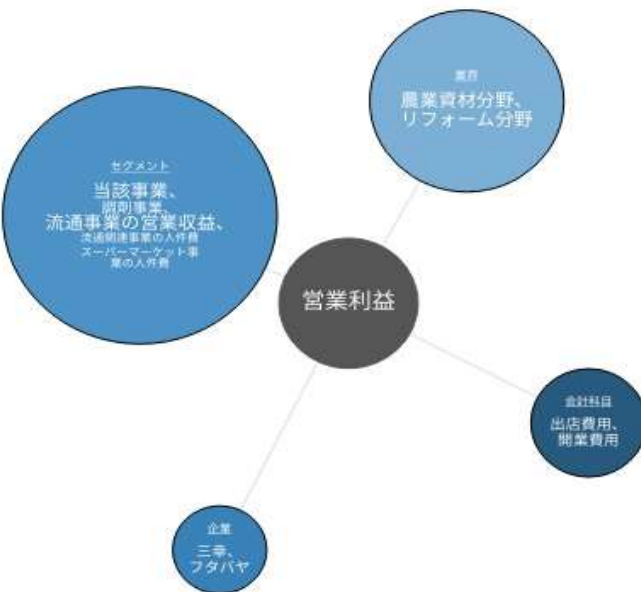 業界
農業資材分野、
リフォーム分野
セグメント
当該事業、
調剤事業、
流通事業の営業収益、
流通関連事業の人件費
スーパーマーケット事
業の人件費
営業利益
会計科目
出店費用、
開業費用
企業
三幸、
フタバヤ